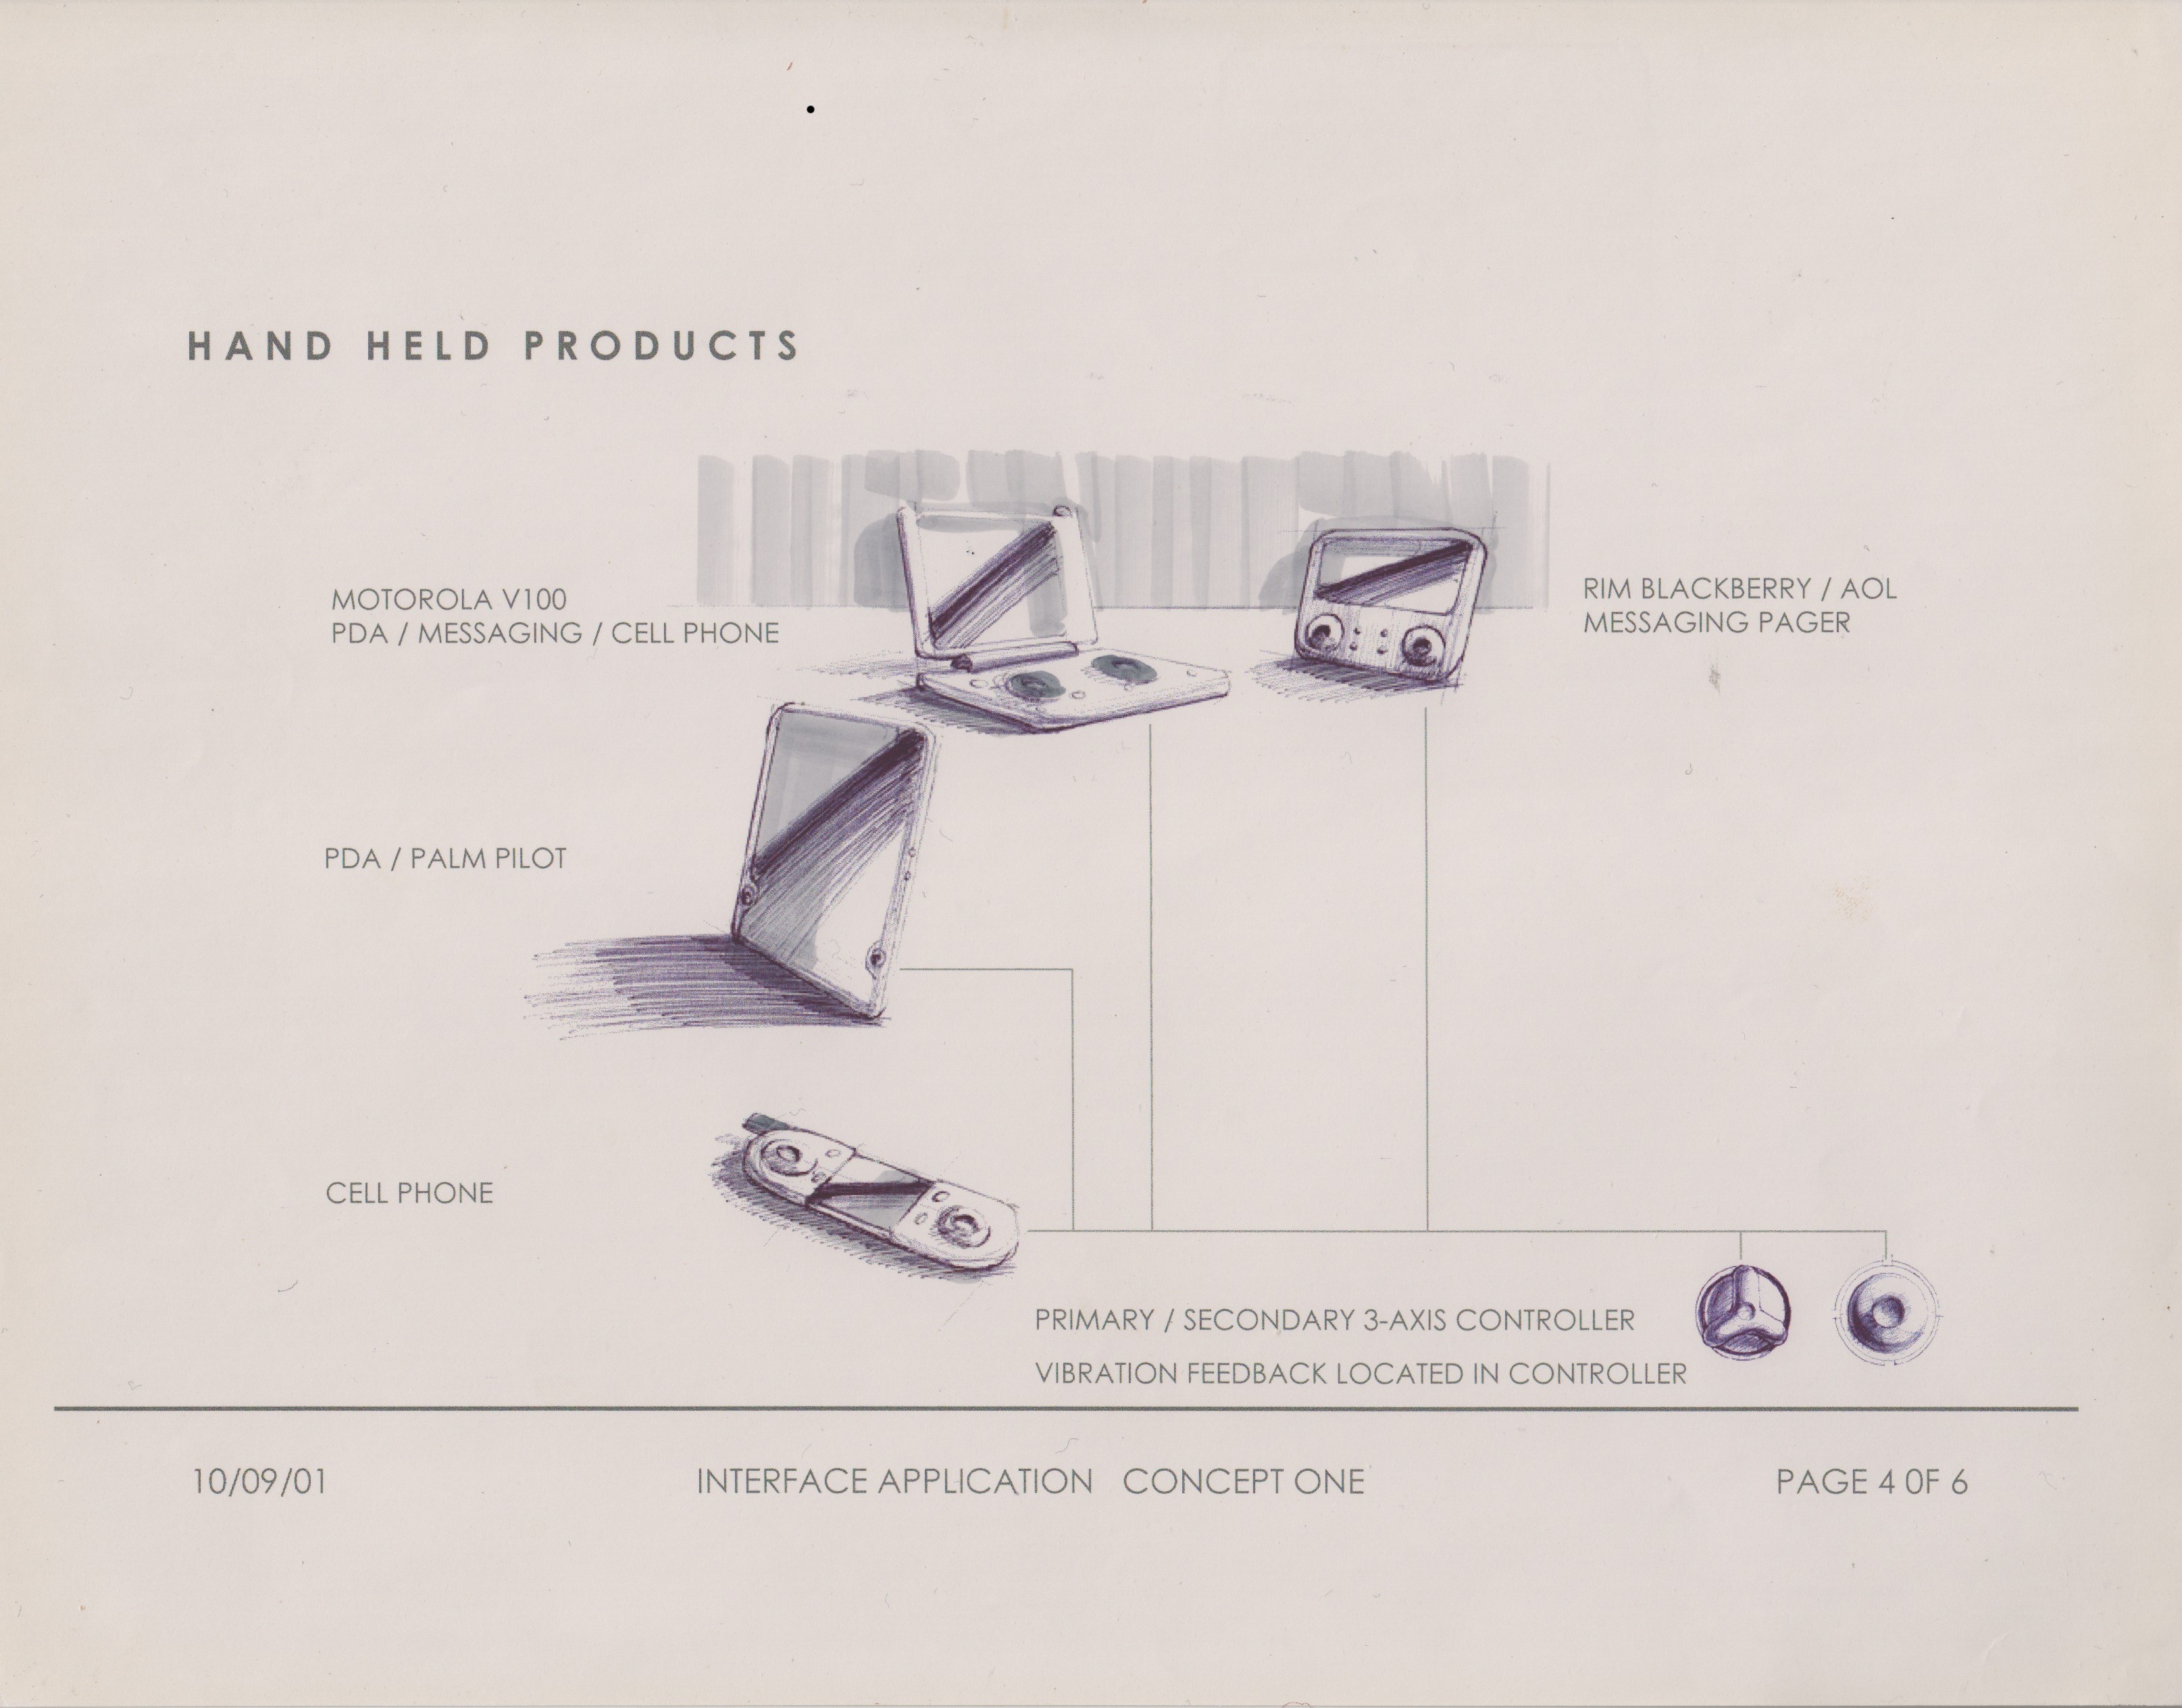 HAND HELD PRODUCTS
MOTOROLA V100
PDA / MESSAGING / CELL PHONE
RIM BLACKBERRY / AOL
MESSAGING PAGER
PDA / PALM PILOT
CELL PHONE
PRIMARY / SECONDARY 3-AXIS CONTROLLER
VIBRATION FEEDBACK LOCATED IN CONTROLLER
10/09/01
INTERFACE APPLICATION CONCEPT ONE
PAGE 4 0F 6